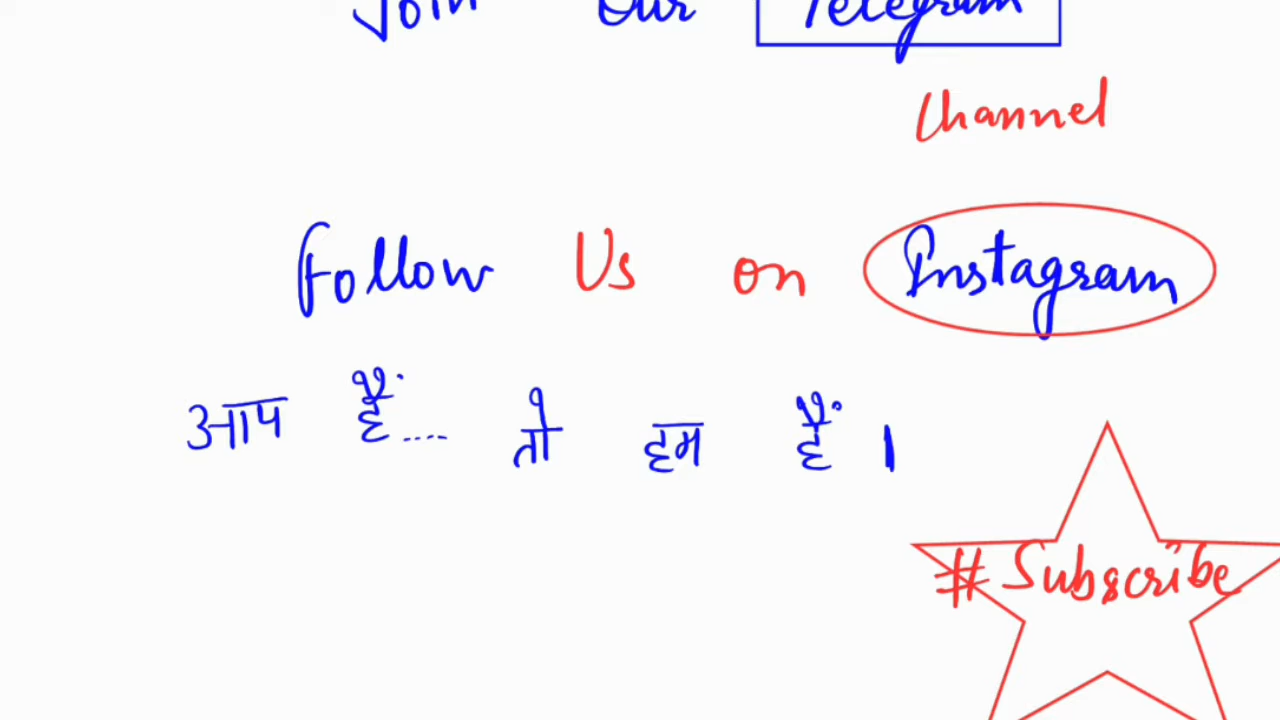 Join Our Telegram
Channel
Follow Us on Instagram
आप हैं.... तो हम हैं।
#Subscribe